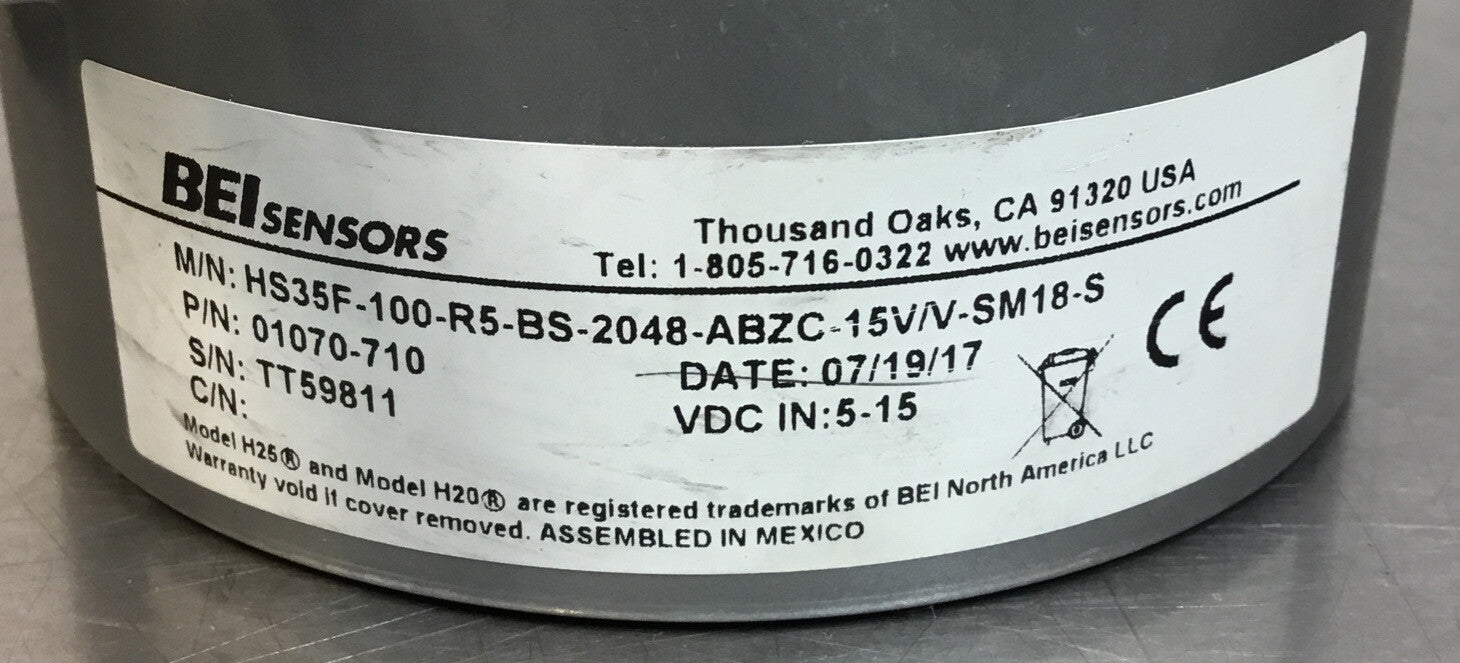 BEI SENSORS
Thousand Oaks, CA 91320 USA
Tel: 1-805-716-0322 www.beisensors.com
M/N: HS35F-100-R5-BS-2048-ABZC-15V/V-SM18-S
P/N: 01070-710
S/N: TT59811
C/N:
DATE: 07/19/17
VDC IN:5-15
CE
Model H25® and Model H20® are registered trademarks of BEI North America LLC
Warranty void if cover removed. ASSEMBLED IN MEXICO